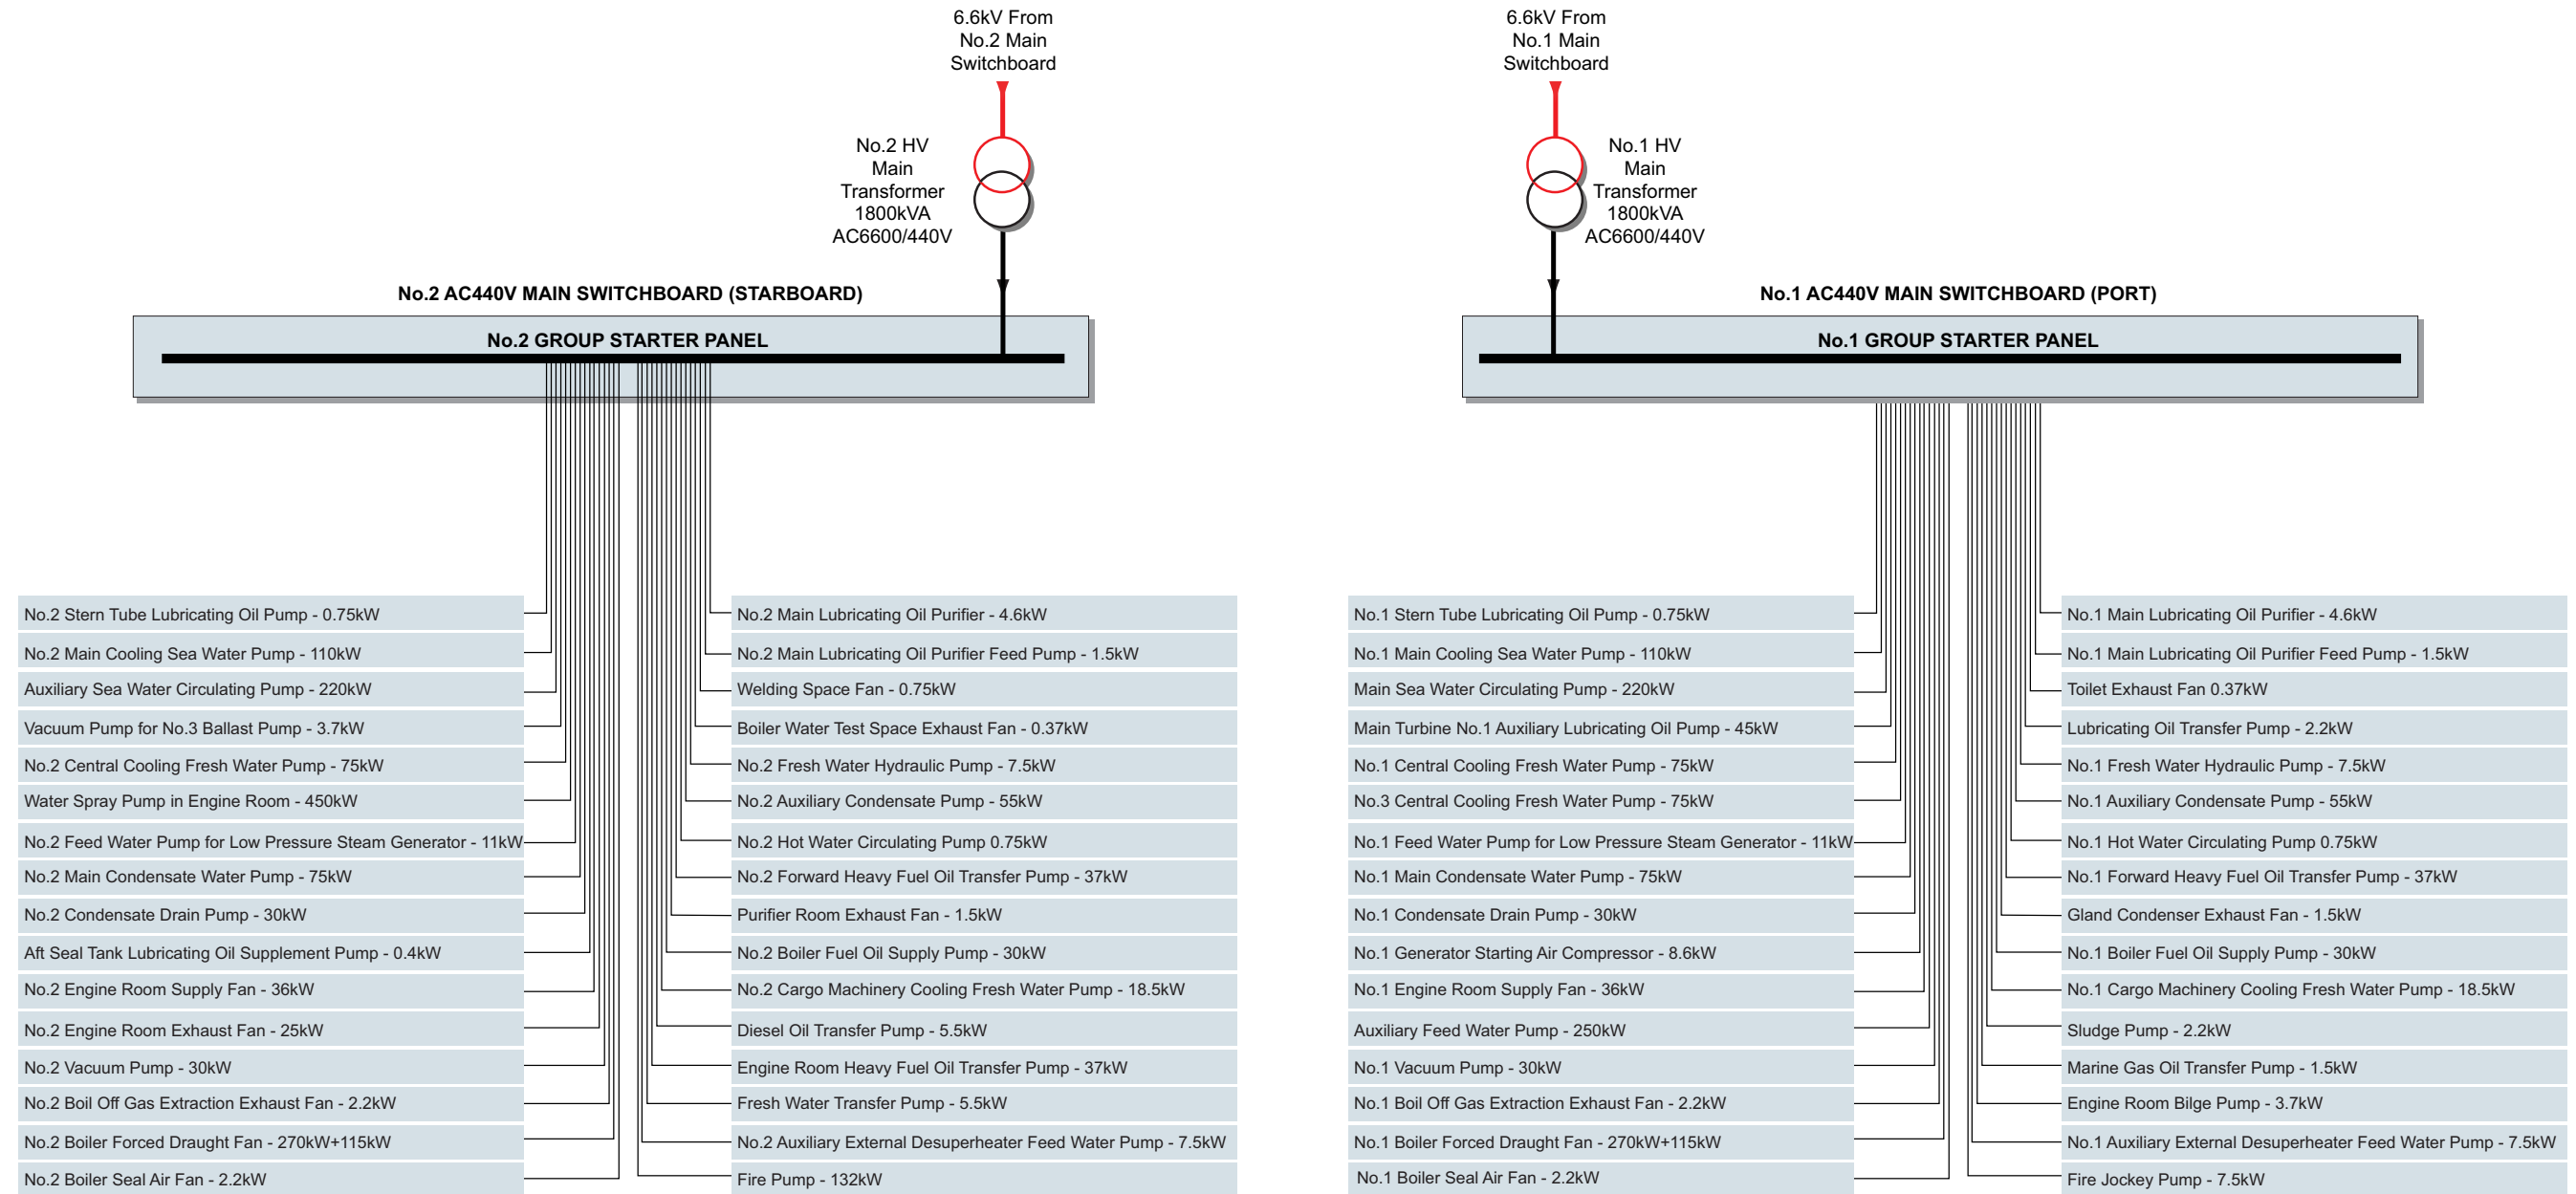 6.6kV From
No.2 Main
Switchboard
No.2 HV
Main
Transformer
1800kVA
AC6600/440V
No.2 AC440V MAIN SWITCHBOARD (STARBOARD)
No.2 GROUP STARTER PANEL
No.2 Stern Tube Lubricating Oil Pump - 0.75kW
No.2 Main Cooling Sea Water Pump - 110kW
Auxiliary Sea Water Circulating Pump - 220kW
Vacuum Pump for No.3 Ballast Pump - 3.7kW
No.2 Central Cooling Fresh Water Pump - 75kW
Water Spray Pump in Engine Room - 450kW
No.2 Feed Water Pump for Low Pressure Steam Generator - 11kW
No.2 Main Condensate Water Pump - 75kW
No.2 Condensate Drain Pump - 30kW
Aft Seal Tank Lubricating Oil Supplement Pump - 0.4kW
No.2 Engine Room Supply Fan - 36kW
No.2 Engine Room Exhaust Fan - 25kW
No.2 Vacuum Pump - 30kW
No.2 Boil Off Gas Extraction Exhaust Fan - 2.2kW
No.2 Boiler Forced Draught Fan - 270kW+115kW
No.2 Boiler Seal Air Fan - 2.2kW
No.2 Main Lubricating Oil Purifier - 4.6kW
No.2 Main Lubricating Oil Purifier Feed Pump - 1.5kW
Welding Space Fan - 0.75kW
Boiler Water Test Space Exhaust Fan - 0.37kW
No.2 Fresh Water Hydraulic Pump - 7.5kW
No.2 Auxiliary Condensate Pump - 55kW
No.2 Hot Water Circulating Pump 0.75kW
No.2 Forward Heavy Fuel Oil Transfer Pump - 37kW
Purifier Room Exhaust Fan - 1.5kW
No.2 Boiler Fuel Oil Supply Pump - 30kW
No.2 Cargo Machinery Cooling Fresh Water Pump - 18.5kW
Diesel Oil Transfer Pump - 5.5kW
Engine Room Heavy Fuel Oil Transfer Pump - 37kW
Fresh Water Transfer Pump - 5.5kW
No.2 Auxiliary External Desuperheater Feed Water Pump - 7.5kW
Fire Pump - 132kW
6.6kV From
No.1 Main
Switchboard
No.1 HV
Main
Transformer
1800kVA
AC6600/440V
No.1 AC440V MAIN SWITCHBOARD (PORT)
No.1 GROUP STARTER PANEL
No.1 Stern Tube Lubricating Oil Pump - 0.75kW
No.1 Main Cooling Sea Water Pump - 110kW
Main Sea Water Circulating Pump - 220kW
Main Turbine No.1 Auxiliary Lubricating Oil Pump - 45kW
No.1 Central Cooling Fresh Water Pump - 75kW
No.3 Central Cooling Fresh Water Pump - 75kW
No.1 Feed Water Pump for Low Pressure Steam Generator - 11kW
No.1 Main Condensate Water Pump - 75kW
No.1 Condensate Drain Pump - 30kW
No.1 Generator Starting Air Compressor - 8.6kW
No.1 Engine Room Supply Fan - 36kW
Auxiliary Feed Water Pump - 250kW
No.1 Vacuum Pump - 30kW
No.1 Boil Off Gas Extraction Exhaust Fan - 2.2kW
No.1 Boiler Forced Draught Fan - 270kW+115kW
No.1 Boiler Seal Air Fan - 2.2kW
No.1 Main Lubricating Oil Purifier - 4.6kW
No.1 Main Lubricating Oil Purifier Feed Pump - 1.5kW
Toilet Exhaust Fan 0.37kW
Lubricating Oil Transfer Pump - 2.2kW
No.1 Fresh Water Hydraulic Pump - 7.5kW
No.1 Auxiliary Condensate Pump - 55kW
No.1 Hot Water Circulating Pump 0.75kW
No.1 Forward Heavy Fuel Oil Transfer Pump - 37kW
Gland Condenser Exhaust Fan - 1.5kW
No.1 Boiler Fuel Oil Supply Pump - 30kW
No.1 Cargo Machinery Cooling Fresh Water Pump - 18.5kW
Sludge Pump - 2.2kW
Marine Gas Oil Transfer Pump - 1.5kW
Engine Room Bilge Pump - 3.7kW
No.1 Auxiliary External Desuperheater Feed Water Pump - 7.5kW
Fire Jockey Pump - 7.5kW